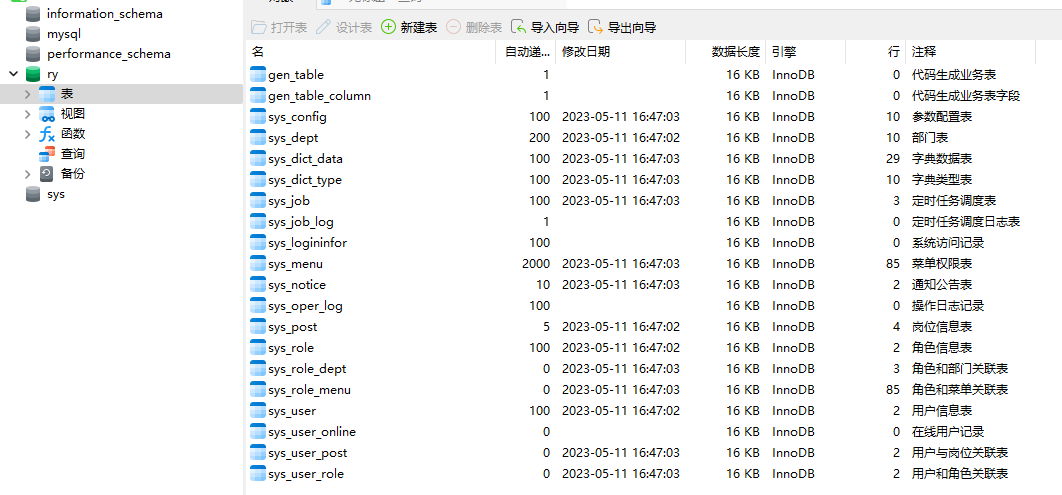 information_schema
mysql
performance_schema
ry
表
视图
函数
查询
备份
sys
打开表 设计表 新建表 删除表 导入向导 导出向导
名 自动递... 修改日期 数据长度 引擎 行 注释
gen_table 1 16 KB InnoDB 0 代码生成业务表
gen_table_column 1 16 KB InnoDB 0 代码生成业务表字段
sys_config 100 2023-05-11 16:47:03 16 KB InnoDB 10 参数配置表
sys_dept 200 2023-05-11 16:47:02 16 KB InnoDB 10 部门表
sys_dict_data 100 2023-05-11 16:47:03 16 KB InnoDB 29 字典数据表
sys_dict_type 100 2023-05-11 16:47:03 16 KB InnoDB 10 字典类型表
sys_job 100 2023-05-11 16:47:03 16 KB InnoDB 3 定时任务调度表
sys_job_log 1 16 KB InnoDB 0 定时任务调度日志表
sys_logininfor 100 16 KB InnoDB 0 系统访问记录
sys_menu 2000 2023-05-11 16:47:03 16 KB InnoDB 85 菜单权限表
sys_notice 10 2023-05-11 16:47:03 16 KB InnoDB 2 通知公告表
sys_oper_log 100 16 KB InnoDB 0 操作日志记录
sys_post 5 2023-05-11 16:47:02 16 KB InnoDB 4 岗位信息表
sys_role 100 2023-05-11 16:47:02 16 KB InnoDB 2 角色信息表
sys_role_dept 0 2023-05-11 16:47:03 16 KB InnoDB 3 角色和部门关联表
sys_role_menu 0 2023-05-11 16:47:03 16 KB InnoDB 85 角色和菜单关联表
sys_user 100 2023-05-11 16:47:02 16 KB InnoDB 2 用户信息表
sys_user_online 0 16 KB InnoDB 0 在线用户记录
sys_user_post 0 2023-05-11 16:47:03 16 KB InnoDB 2 用户与岗位关联表
sys_user_role 0 2023-05-11 16:47:03 16 KB InnoDB 2 用户和角色关联表